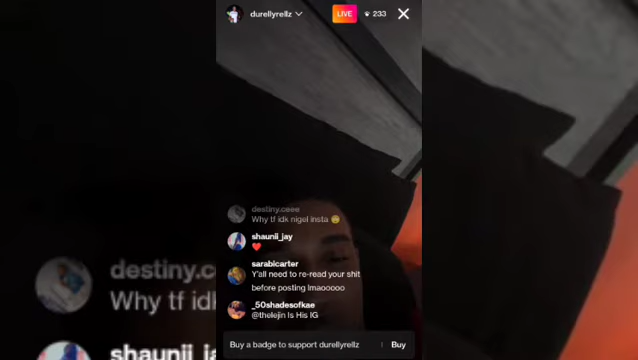 durellyrellz
LIVE
233
destiny.ceee
Why tf idk nigel insta 🙄
shaunii_jay
❤️
sarabicarter
Y'all need to re-read your shit
before posting lmaooooo
_50shadesofkae
@thelejin Is His IG
Buy a badge to support durellyrellz
Buy
destiny.c
Why tf idk
shaunii_ja